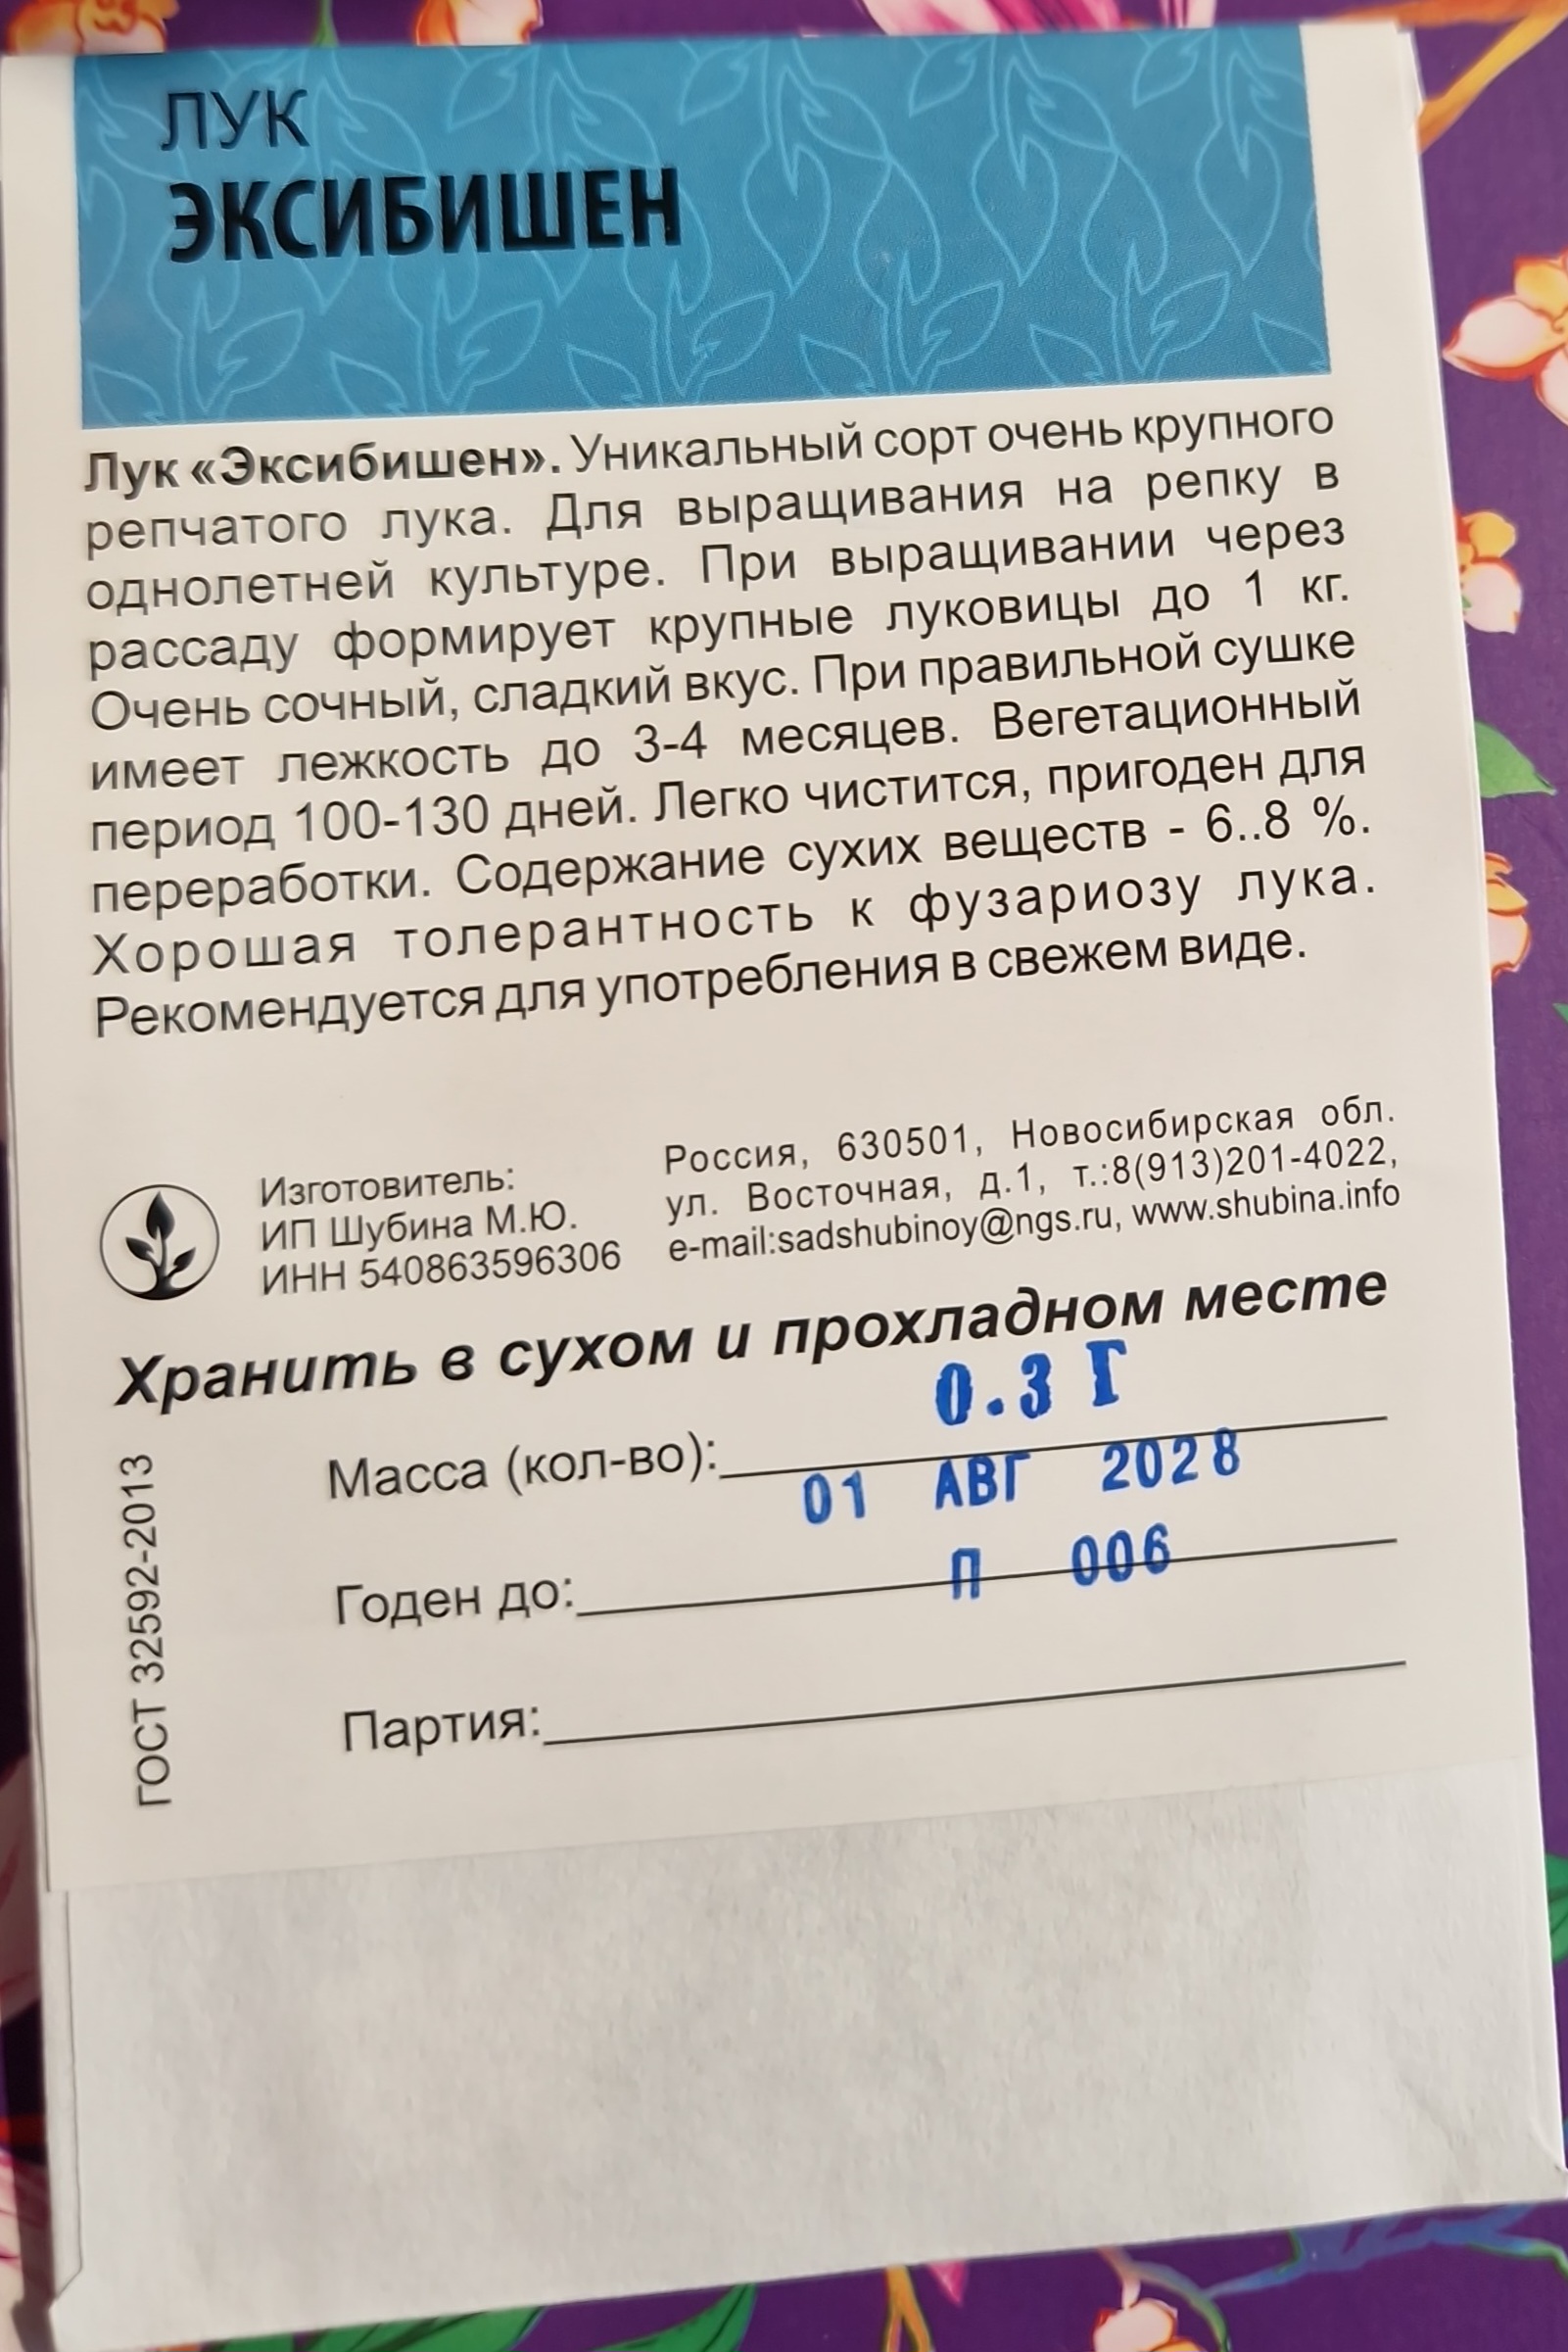 ЛУК
ЭКСИБИШЕН
Лук «Эксибишен». Уникальный сорт очень крупного
репчатого лука. Для выращивания на репку в
однолетней культуре. При выращивании через
рассаду формирует крупные луковицы до 1 кг.
Очень сочный, сладкий вкус. При правильной сушке
имеет лежкость до 3-4 месяцев. Вегетационный
период 100-130 дней. Легко чистится, пригоден для
переработки. Содержание сухих веществ - 6..8 %.
Хорошая толерантность к фузариозу лука.
Рекомендуется для употребления в свежем виде.
Изготовитель:
ИП Шубина М.Ю.
ИНН 540863596306
Россия, 630501, Новосибирская обл.
ул. Восточная, д.1, т.:8(913)201-4022,
e-mail:sadshubinoy@ngs.ru, www.shubina.info
Хранить в сухом и прохладном месте
0.3 Г
Масса (кол-во):
01 АВГ 2028
Годен до:
П 006
Партия:
ГОСТ 32592-2013